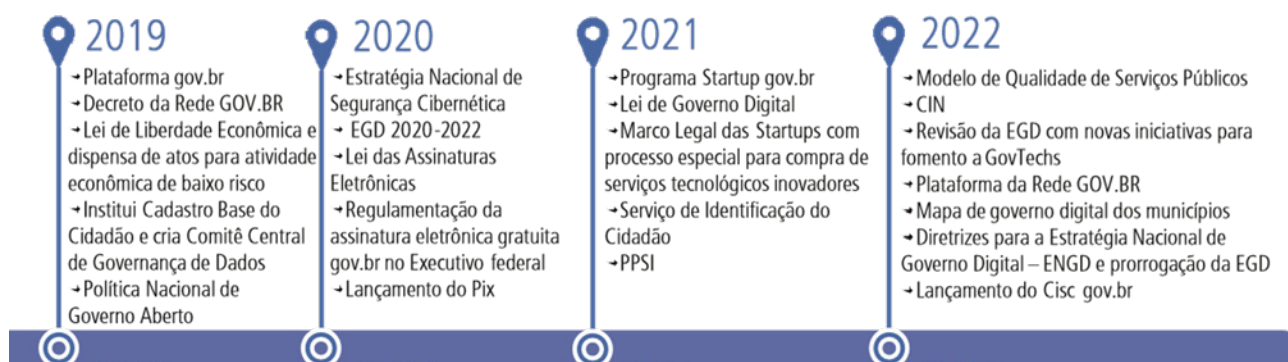 2019
→Plataforma gov.br
→Decreto da Rede GOV.BR
→Lei de Liberdade Econômica e
dispensa de atos para atividade
econômica de baixo risco
→Institui Cadastro Base do
Cidadão e cria Comitê Central
de Governança de Dados
→Política Nacional de
Governo Aberto
2020
→Estratégia Nacional de
Segurança Cibernética
→ EGD 2020-2022
→Lei das Assinaturas
Eletrônicas
→Regulamentação da
assinatura eletrônica gratuita
gov.br no Executivo federal
→Lançamento do Pix
2021
→Programa Startup gov.br
→Lei de Governo Digital
→Marco Legal das Startups com
processo especial para compra de
serviços tecnológicos inovadores
→Serviço de Identificação do
Cidadão
→PPSI
2022
→Modelo de Qualidade de Serviços Públicos
→CIN
→Revisão da EGD com novas iniciativas para
fomento a GovTechs
→Plataforma da Rede GOV.BR
→Mapa de governo digital dos municípios
→Diretrizes para a Estratégia Nacional de
Governo Digital – ENGD e prorrogação da EGD
→Lançamento do Cisc gov.br